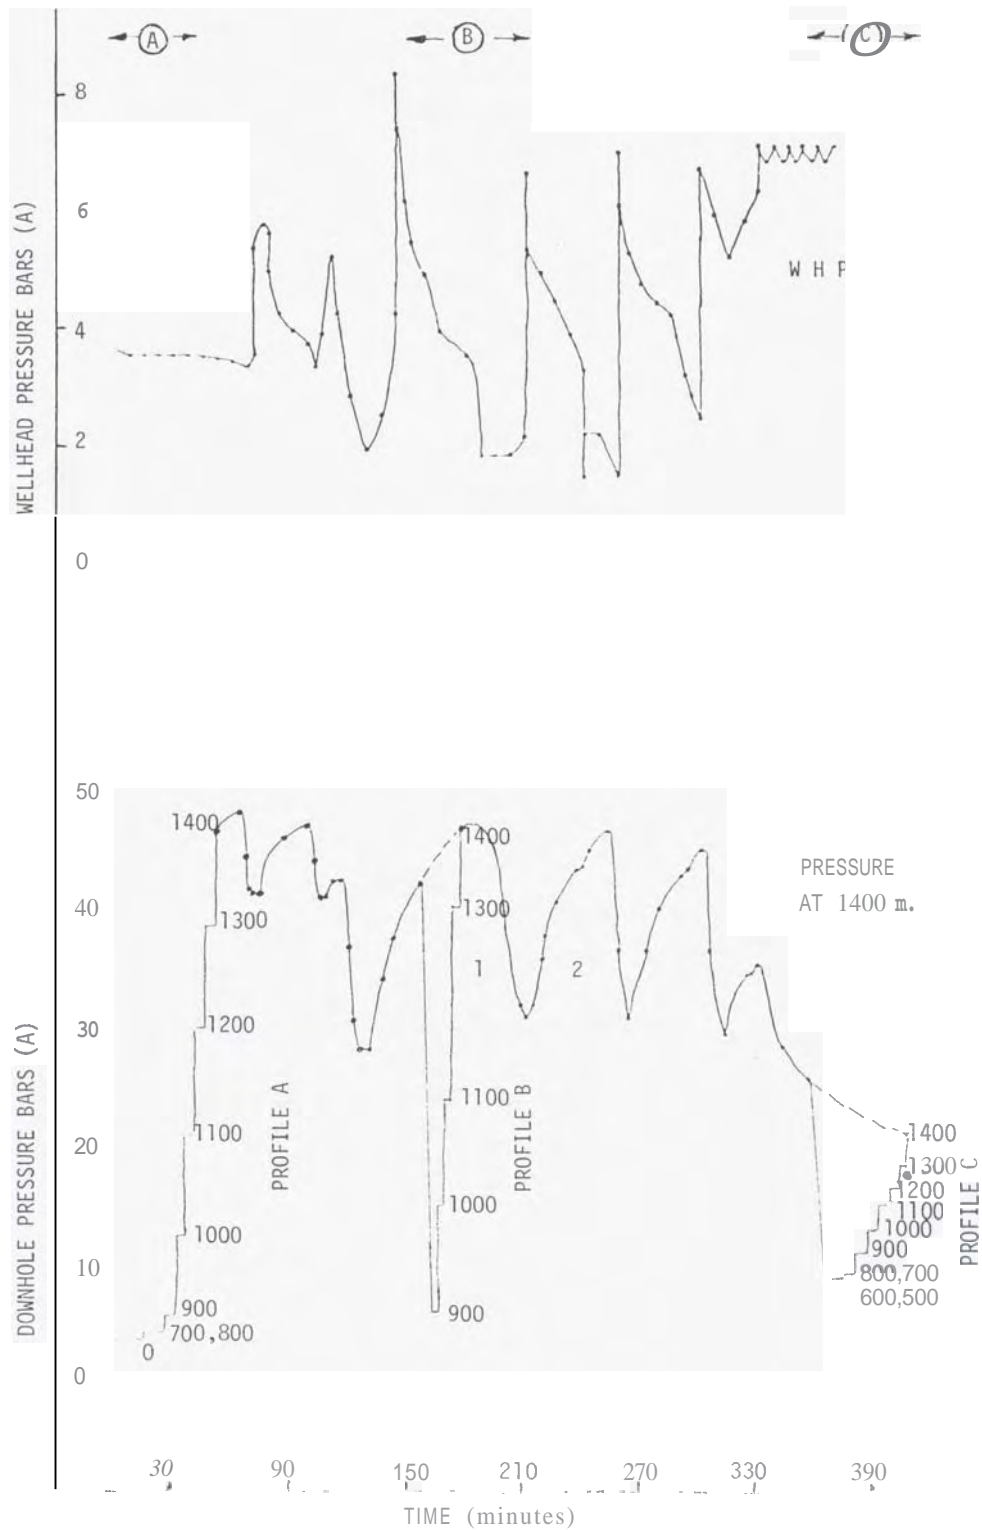 A
B
(C)
8
6
4
2
0
WELLHEAD PRESSURE BARS (A)
W H P
50
40
30
20
10
0
DOWNHOLE PRESSURE BARS (A)
1400
1300
1200
1100
1000
900
700,800
0
PROFILE A
1400
1300
1
2
1100
1000
900
PROFILE B
PRESSURE
AT 1400 m.
1400
1300
1200
1100
1000
900
800,700
600,500
PROFILE C
30 90 150 210 270 330 390
TIME (minutes)